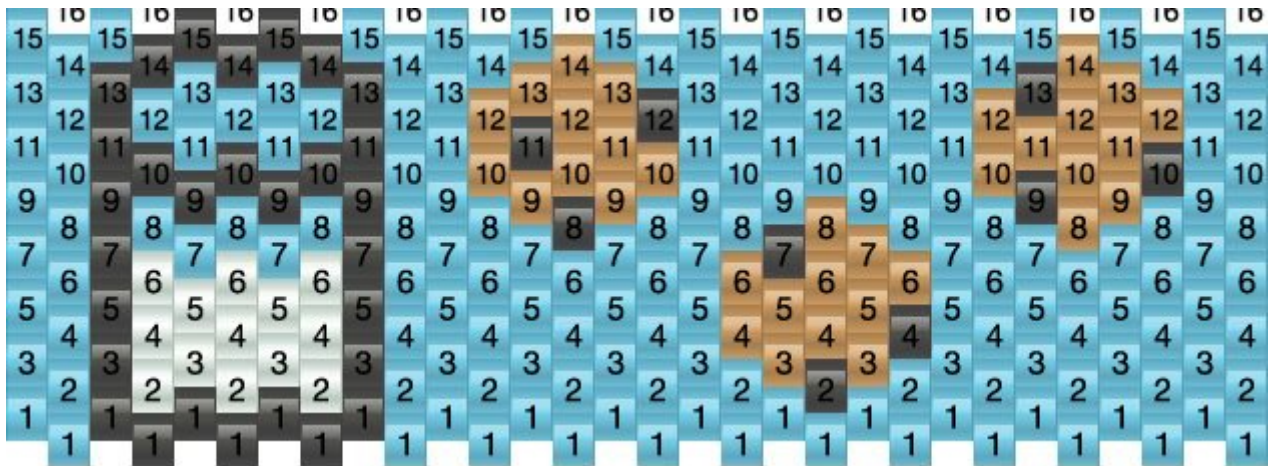 16 16 16 16 16 16 16 16 16 16 16 16 16 16 16
15 15 15 15 15 15 15 15 15 15 15 15 15 15 15
14 14 14 14 14 14 14 14 14 14 14 14 14 14 14
13 13 13 13 13 13 13 13 13 13 13 13 13 13 13
12 12 12 12 12 12 12 12 12 12 12 12 12 12 12
11 11 11 11 11 11 11 11 11 11 11 11 11 11 11
10 10 10 10 10 10 10 10 10 10 10 10 10 10 10
9 9 9 9 9 9 9 9 9 9 9 9 9 9 9
8 8 8 8 8 8 8 8 8 8 8 8 8 8 8
7 7 7 7 7 7 7 7 7 7 7 7 7 7 7
6 6 6 6 6 6 6 6 6 6 6 6 6 6 6
5 5 5 5 5 5 5 5 5 5 5 5 5 5 5
4 4 4 4 4 4 4 4 4 4 4 4 4 4 4
3 3 3 3 3 3 3 3 3 3 3 3 3 3 3
2 2 2 2 2 2 2 2 2 2 2 2 2 2 2
1 1 1 1 1 1 1 1 1 1 1 1 1 1 1
1 1 1 1 1 1 1 1 1 1 1 1 1 1 1